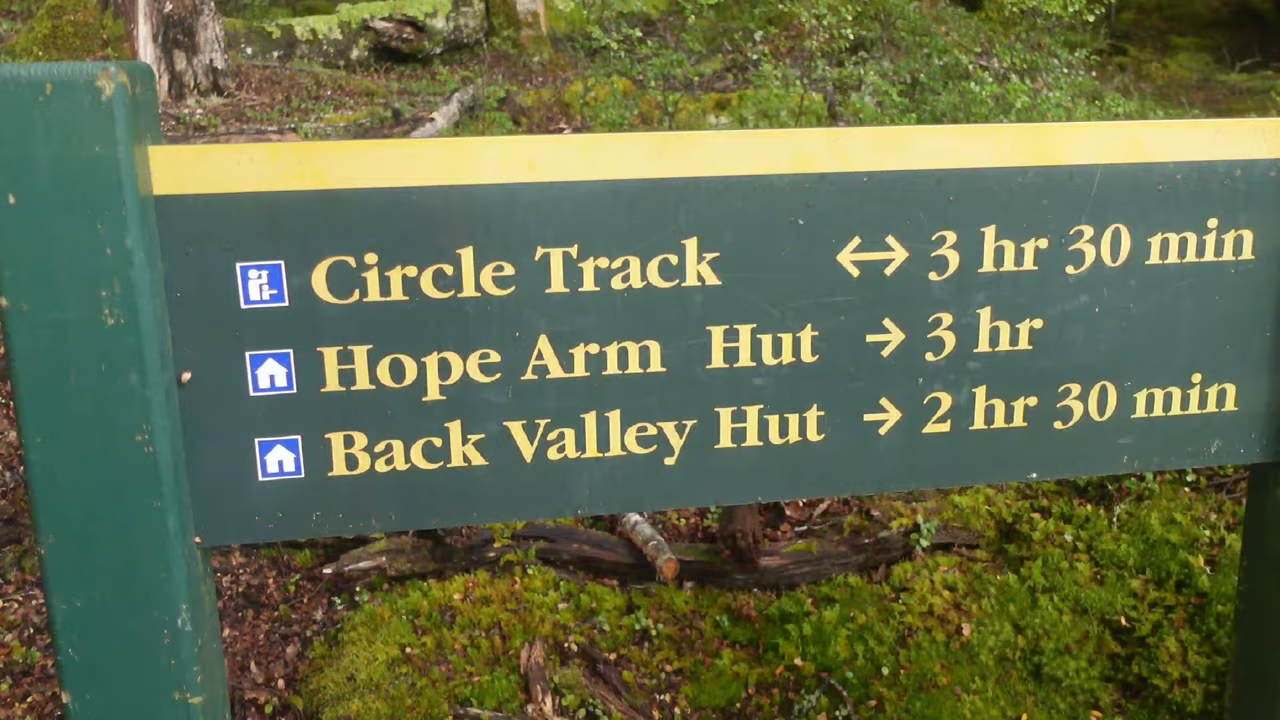 Circle Track ↔ 3 hr 30 min
Hope Arm Hut → 3 hr
Back Valley Hut → 2 hr 30 min